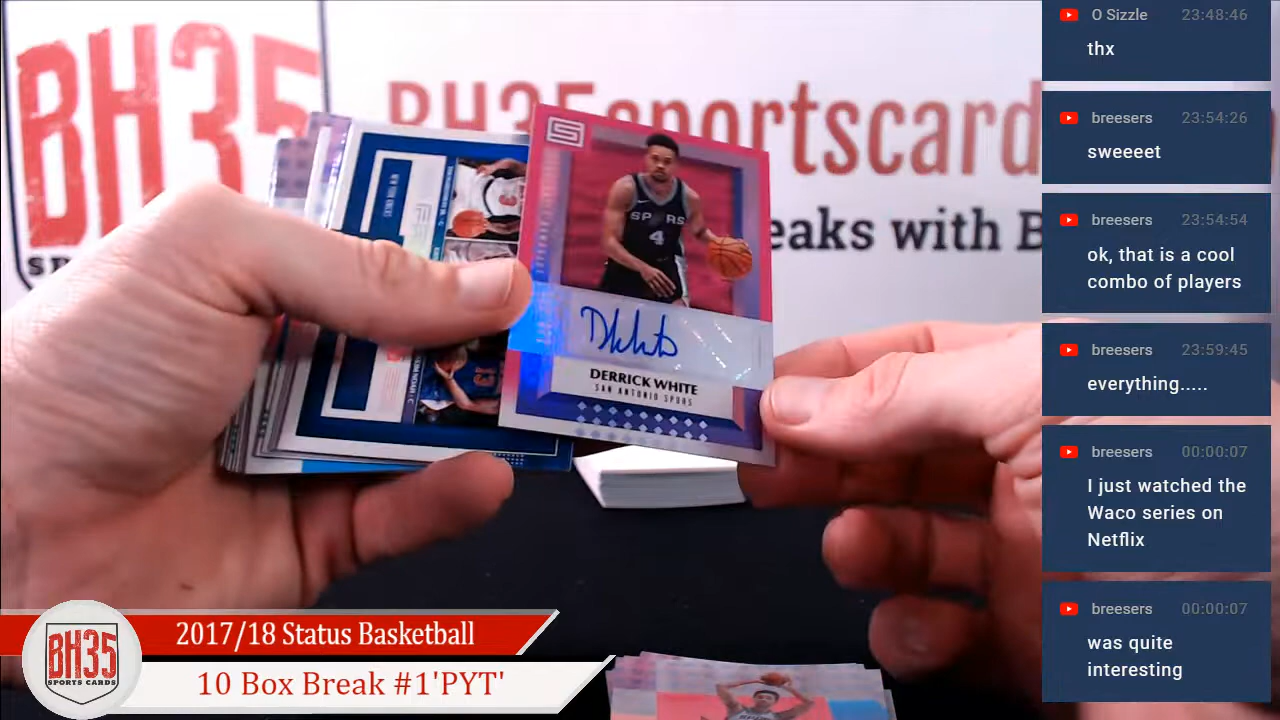 BH35
BH35sportscard
eaks with B
SPURS
4
DERRICK WHITE
SAN ANTONIO SPURS
2017/18 Status Basketball
10 Box Break #1'PYT'
BH35
SPORTS CARDS
O Sizzle 23:48:46
thx
breesers 23:54:26
sweeeet
breesers 23:54:54
ok, that is a cool
combo of players
breesers 23:59:45
everything.....
breesers 00:00:07
I just watched the
Waco series on
Netflix
breesers 00:00:07
was quite
interesting